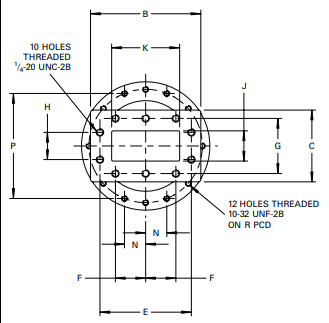 B
10 HOLES
THREADED
1/4-20 UNC-2B
K
J
H
P
G
C
12 HOLES THREADED
10-32 UNF-2B
ON R PCD
N
N
F
F
E